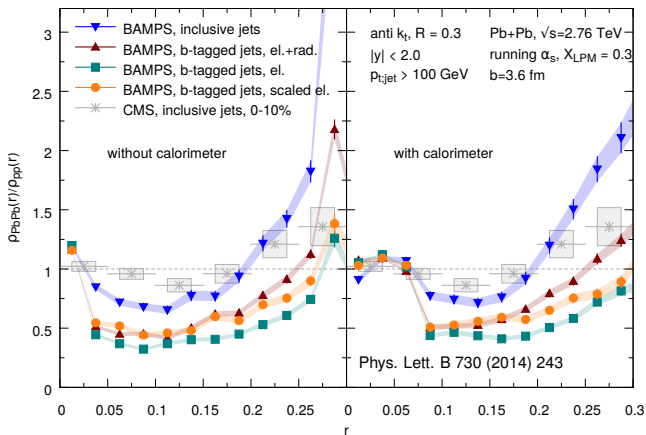 BAMPS, inclusive jets
BAMPS, b-tagged jets, el.+rad.
BAMPS, b-tagged jets, el.
BAMPS, b-tagged jets, scaled el.
CMS, inclusive jets, 0-10%
without calorimeter
anti kt, R = 0.3
|y| < 2.0
pt;jet > 100 GeV
Pb+Pb, √s=2.76 TeV
running αs, XLPM = 0.3
b=3.6 fm
with calorimeter
Phys. Lett. B 730 (2014) 243
ρPbPb(r)/ρpp(r)
3
2.5
2
1.5
1
0.5
0
0 0.05 0.1 0.15 0.2 0.25 0 0.05 0.1 0.15 0.2 0.25 0.3
r